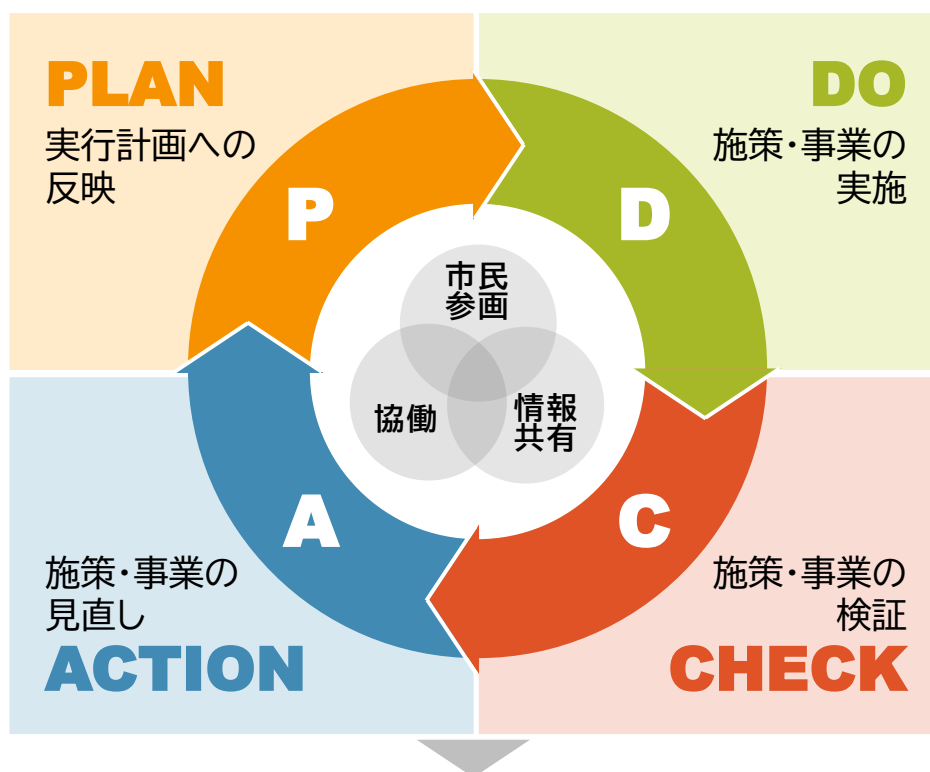 PLAN
実行計画への
反映
DO
施策・事業の
実施
P
D
市民
参画
協働
情報
共有
A
C
施策・事業の
見直し
ACTION
施策・事業の
検証
CHECK